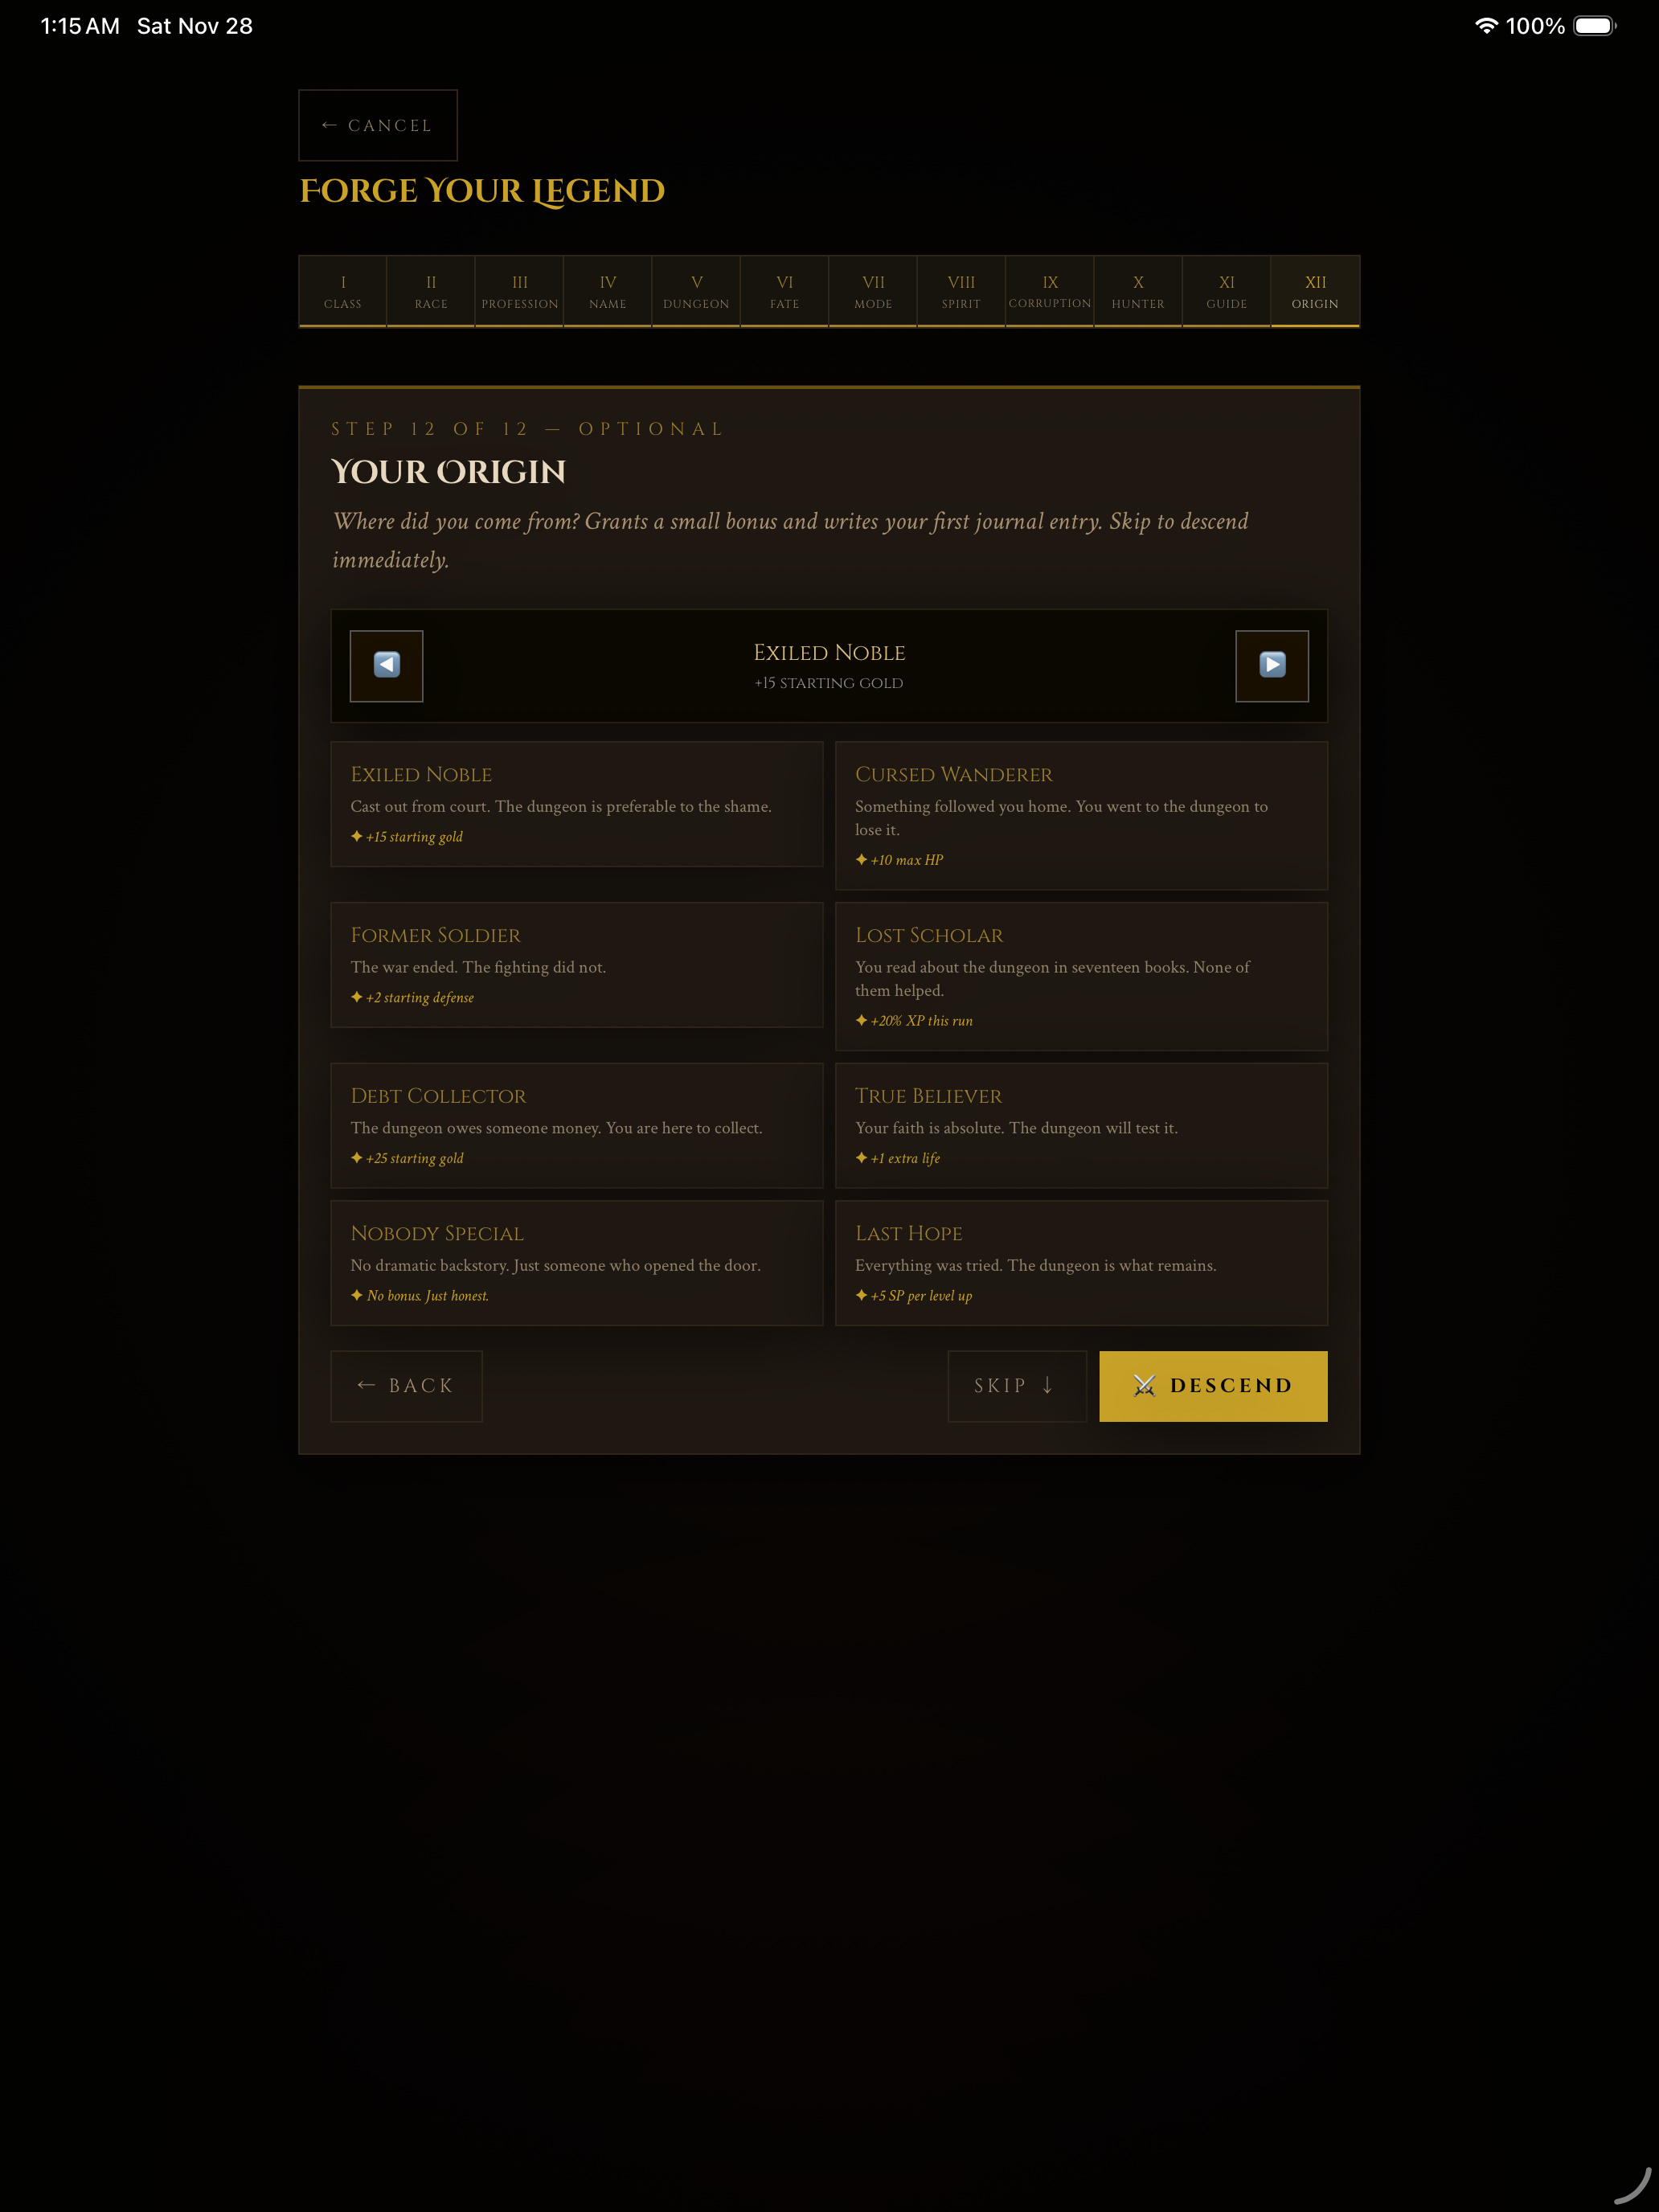 1:15 AM Sat Nov 28
100%
← CANCEL
FORGE YOUR LEGEND
I
CLASS
II
RACE
III
PROFESSION
IV
NAME
V
DUNGEON
VI
FATE
VII
MODE
VIII
SPIRIT
IX
CORRUPTION
X
HUNTER
XI
GUIDE
XII
ORIGIN
STEP 12 OF 12 — OPTIONAL
YOUR ORIGIN
Where did you come from? Grants a small bonus and writes your first journal entry. Skip to descend
immediately.
EXILED NOBLE
+15 STARTING GOLD
EXILED NOBLE
Cast out from court. The dungeon is preferable to the shame.
✦ +15 starting gold
CURSED WANDERER
Something followed you home. You went to the dungeon to
lose it.
✦ +10 max HP
FORMER SOLDIER
The war ended. The fighting did not.
✦ +2 starting defense
LOST SCHOLAR
You read about the dungeon in seventeen books. None of
them helped.
✦ +20% XP this run
DEBT COLLECTOR
The dungeon owes someone money. You are here to collect.
✦ +25 starting gold
TRUE BELIEVER
Your faith is absolute. The dungeon will test it.
✦ +1 extra life
NOBODY SPECIAL
No dramatic backstory. Just someone who opened the door.
✦ No bonus. Just honest.
LAST HOPE
Everything was tried. The dungeon is what remains.
✦ +5 SP per level up
← BACK
SKIP ↓
⚔ DESCEND